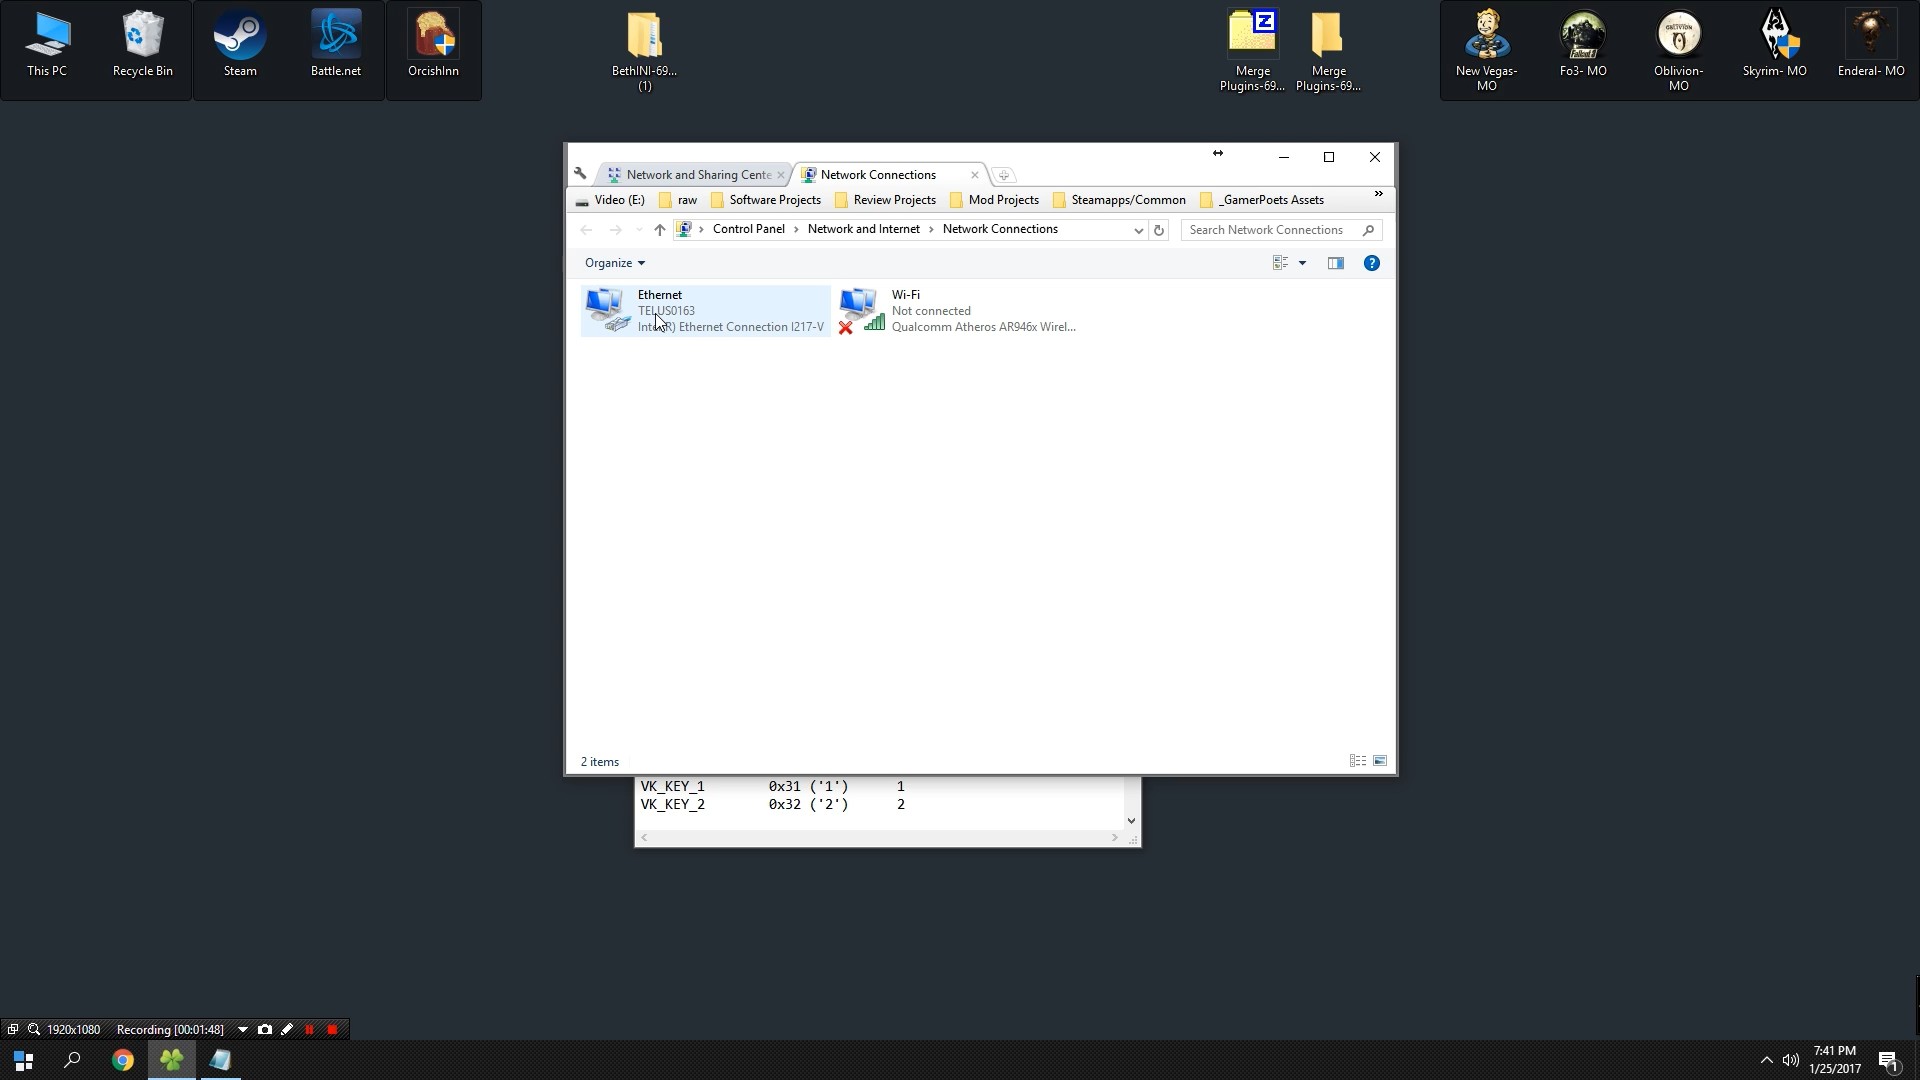 This PC
Recycle Bin
Steam
Battle.net
OrcishInn
BethINI-69...
(1)
Merge
Plugins-69...
Merge
Plugins-69...
New Vegas-
MO
Fo3- MO
Oblivion-
MO
Skyrim- MO
Enderal- MO
Network and Sharing Cente
Network Connections
Video (E:)
raw
Software Projects
Review Projects
Mod Projects
Steamapps/Common
_GamerPoets Assets
»
Control Panel
Network and Internet
Network Connections
Search Network Connections
Organize
Ethernet
TELUS0163
Intel(R) Ethernet Connection I217-V
Wi-Fi
Not connected
Qualcomm Atheros AR946x Wirel...
2 items
VK_KEY_1 0x31 ('1') 1
VK_KEY_2 0x32 ('2') 2
1920x1080
Recording [00:01:48]
7:41 PM
1/25/2017
1